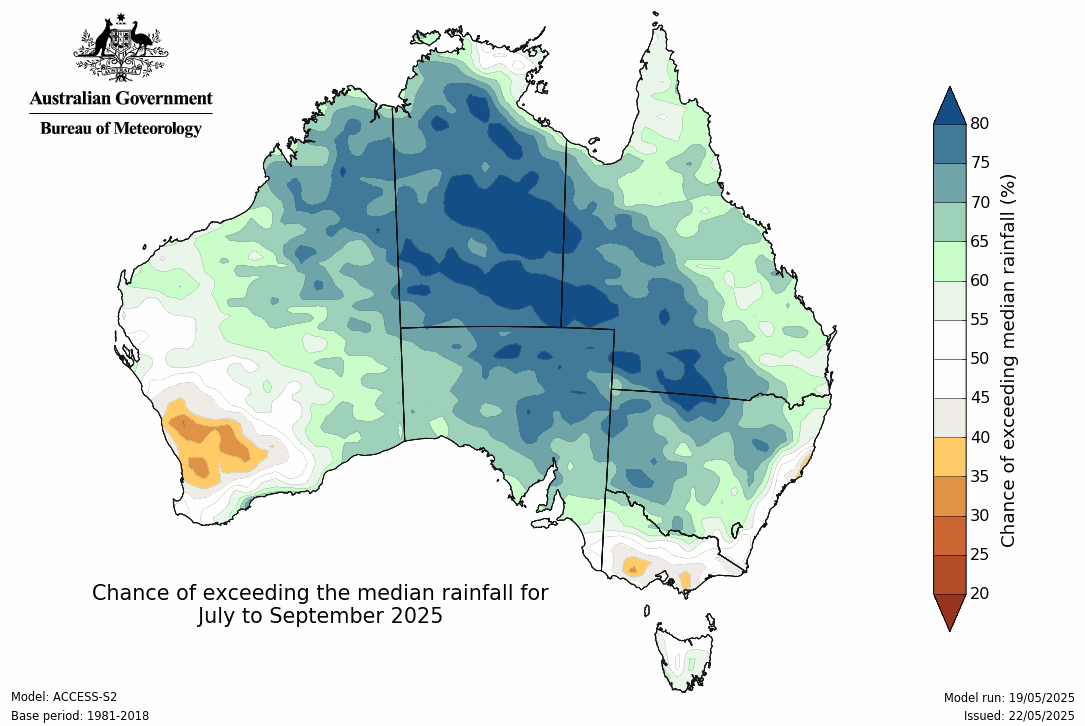 Australian Government
Bureau of Meteorology
80
75
70
65
60
55
50
45
40
35
30
25
20
Chance of exceeding median rainfall (%)
Chance of exceeding the median rainfall for
July to September 2025
Model: ACCESS-S2
Base period: 1981-2018
Model run: 19/05/2025
Issued: 22/05/2025